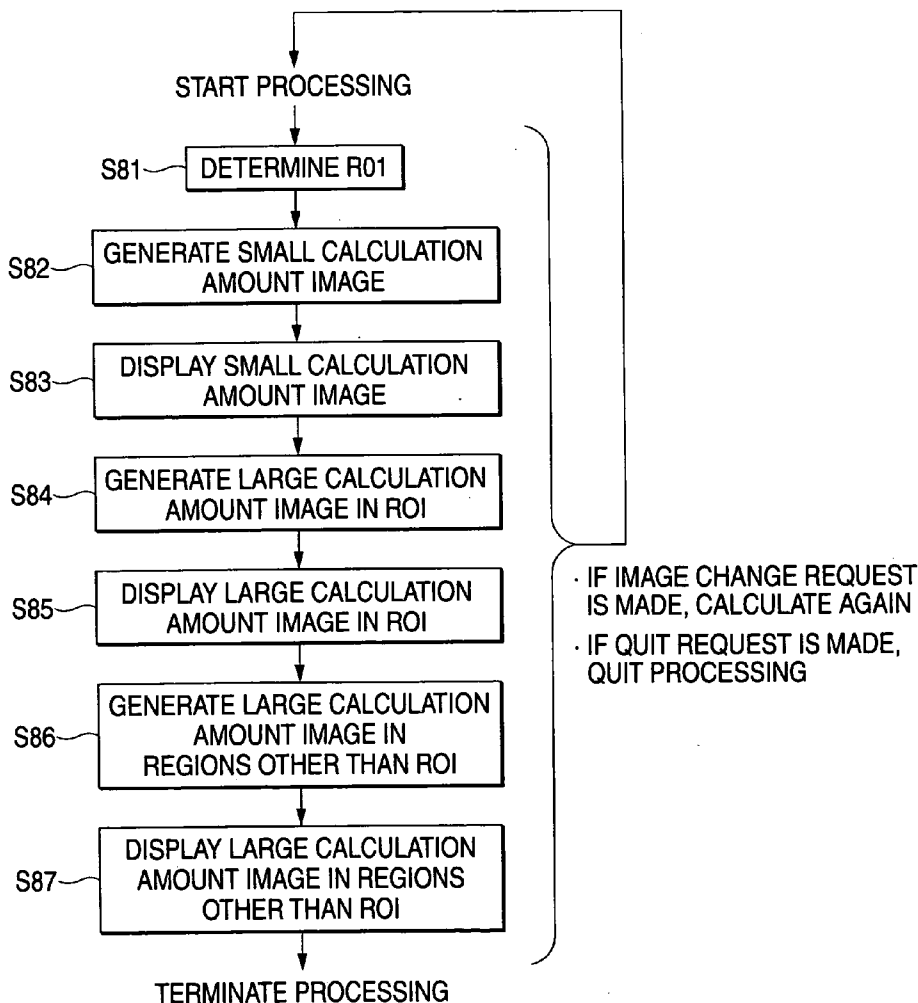 START PROCESSING
S81
DETERMINE R01
S82
GENERATE SMALL CALCULATION
AMOUNT IMAGE
S83
DISPLAY SMALL CALCULATION
AMOUNT IMAGE
S84
GENERATE LARGE CALCULATION
AMOUNT IMAGE IN ROI
S85
DISPLAY LARGE CALCULATION
AMOUNT IMAGE IN ROI
S86
GENERATE LARGE CALCULATION
AMOUNT IMAGE IN
REGIONS OTHER THAN ROI
S87
DISPLAY LARGE CALCULATION
AMOUNT IMAGE IN REGIONS
OTHER THAN ROI
TERMINATE PROCESSING
· IF IMAGE CHANGE REQUEST
IS MADE, CALCULATE AGAIN
· IF QUIT REQUEST IS MADE,
QUIT PROCESSING